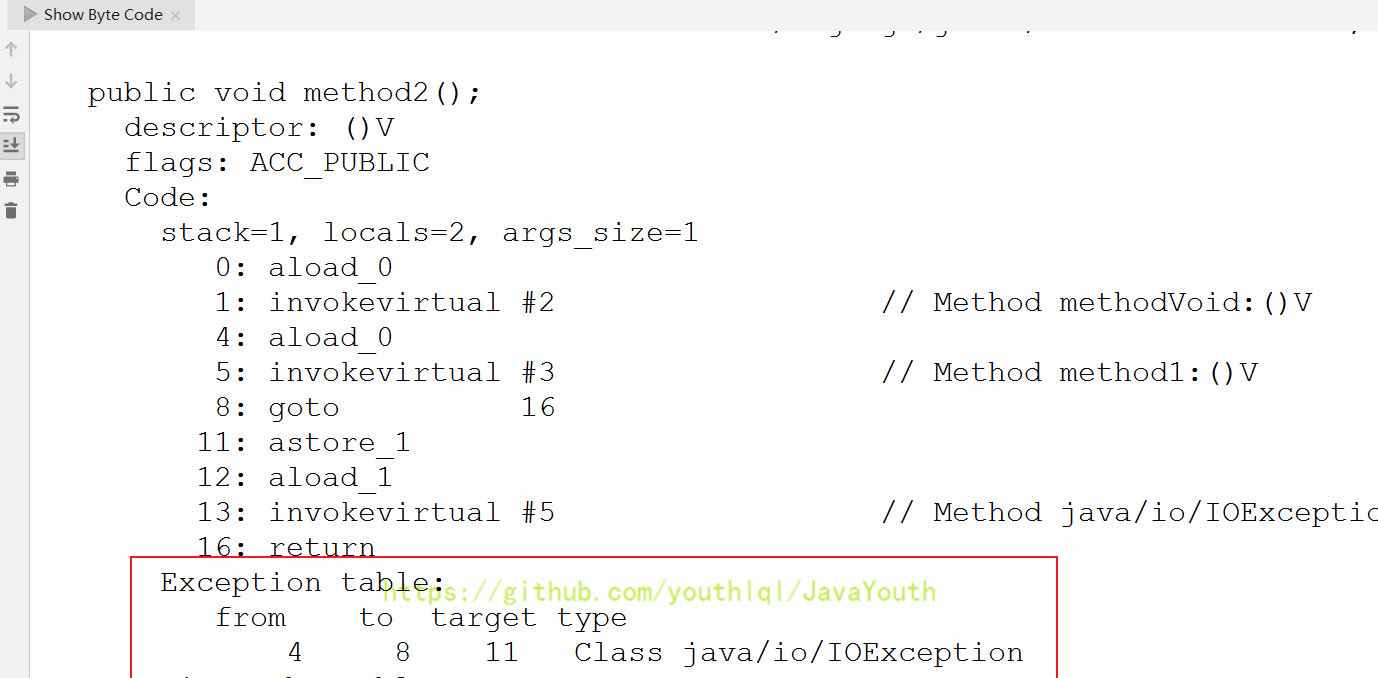 Show Byte Code
public void method2();
descriptor: ()V
flags: ACC_PUBLIC
Code:
stack=1, locals=2, args_size=1
0: aload_0
1: invokevirtual #2 // Method methodVoid:()V
4: aload_0
5: invokevirtual #3 // Method method1:()V
8: goto 16
11: astore_1
12: aload_1
13: invokevirtual #5 // Method java/io/IOExceptio
16: return
Exception table:
https://github.com/youthlql/JavaYouth
from to target type
4 8 11 Class java/io/IOException